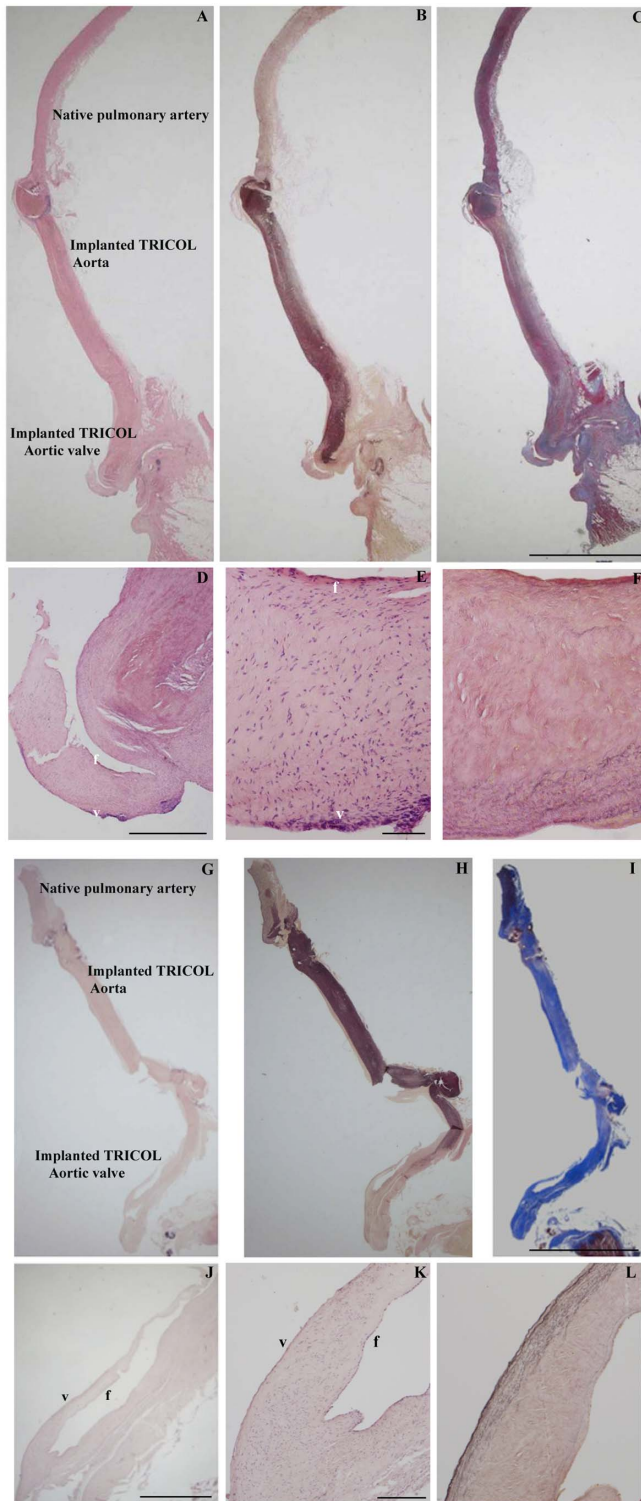 A
B
C
Native pulmonary artery
Implanted TRICOL
Aorta
Implanted TRICOL
Aortic valve
D
E
F
f
f
v
v
G
H
I
Native pulmonary artery
Implanted TRICOL
Aorta
Implanted TRICOL
Aortic valve
J
K
L
v
f
v
f